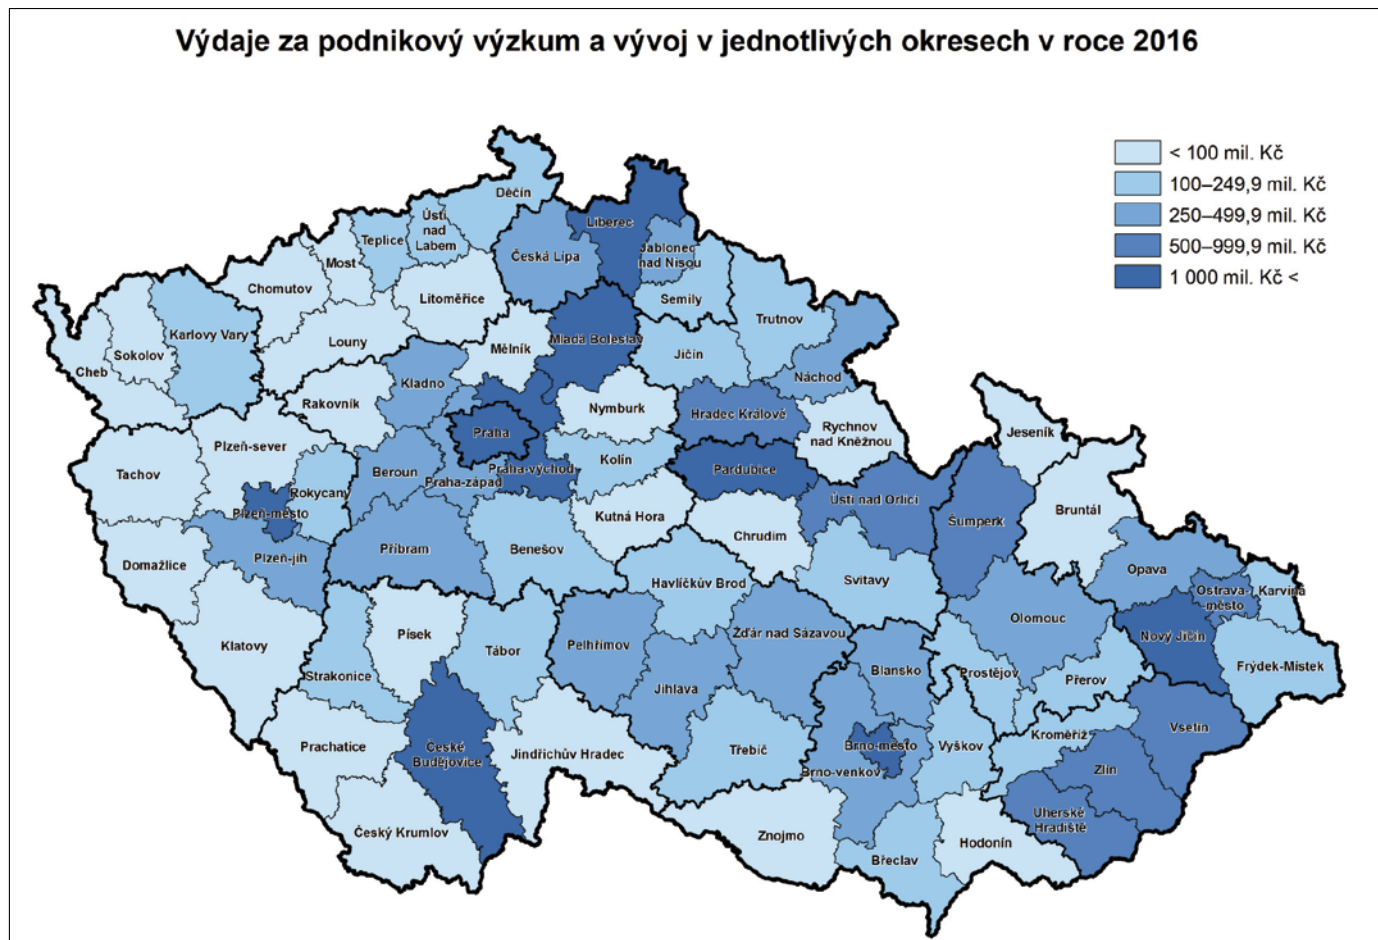 Výdaje za podnikový výzkum a vývoj v jednotlivých okresech v roce 2016
< 100 mil. Kč
100–249,9 mil. Kč
250–499,9 mil. Kč
500–999,9 mil. Kč
1 000 mil. Kč <
Děčín
Ústí
nad
Labem
Teplice
Most
Chomutov
Litoměřice
Louny
Česká Lípa
Liberec
Jablonec
nad Nisou
Semily
Trutnov
Karlovy Vary
Sokolov
Cheb
Mělník
Mladá Boleslav
Jičín
Náchod
Kladno
Rakovník
Nymburk
Hradec Králové
Rychnov
nad Kněžnou
Jeseník
Praha
Plzeň-sever
Tachov
Beroun
Praha-východ
Praha-západ
Kolín
Pardubice
Rokycany
Plzeň-město
Ústí nad Orlicí
Šumperk
Bruntál
Kutná Hora
Chrudim
Domažlice
Plzeň-jih
Příbram
Benešov
Havlíčkův Brod
Svitavy
Opava
Ostrava-
město
Karviná
Olomouc
Nový Jičín
Klatovy
Písek
Tábor
Pelhřimov
Žďár nad Sázavou
Strakonice
Jihlava
Blansko
Prostějov
Přerov
Frýdek-Místek
Prachatice
České
Budějovice
Jindřichův Hradec
Třebíč
Brno-město
Brno-venkov
Vyškov
Kroměříž
Vsetín
Zlín
Uherské
Hradiště
Český Krumlov
Znojmo
Břeclav
Hodonín